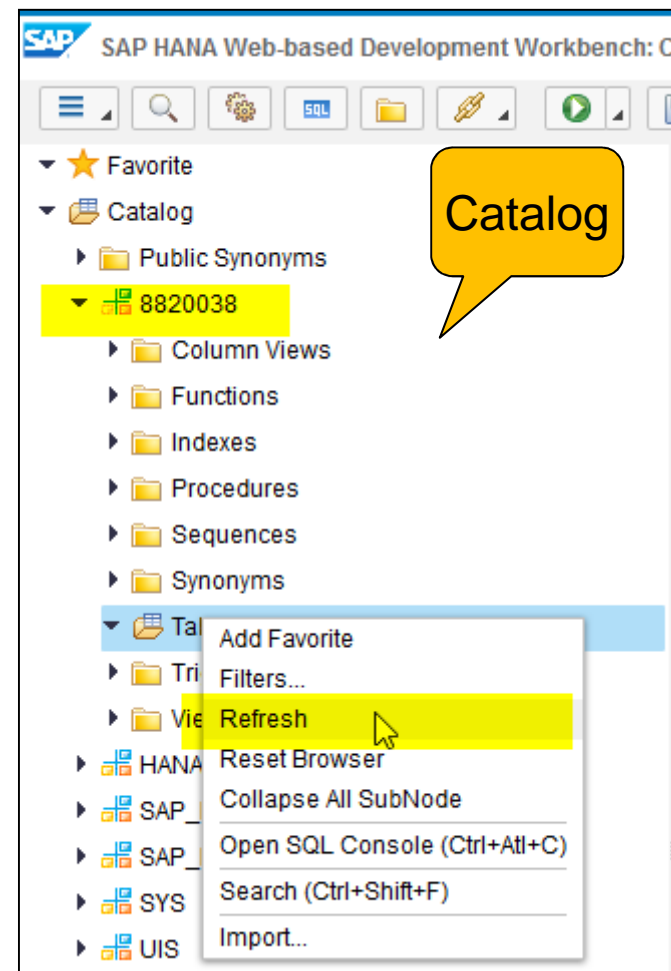 SAP
SAP HANA Web-based Development Workbench: C
SQL
Favorite
Catalog
Catalog
Public Synonyms
8820038
Column Views
Functions
Indexes
Procedures
Sequences
Synonyms
Tal
Add Favorite
Tri
Filters...
Vie
Refresh
HANA
Reset Browser
SAP_
Collapse All SubNode
SAP_
Open SQL Console (Ctrl+Atl+C)
SYS
Search (Ctrl+Shift+F)
UIS
Import...